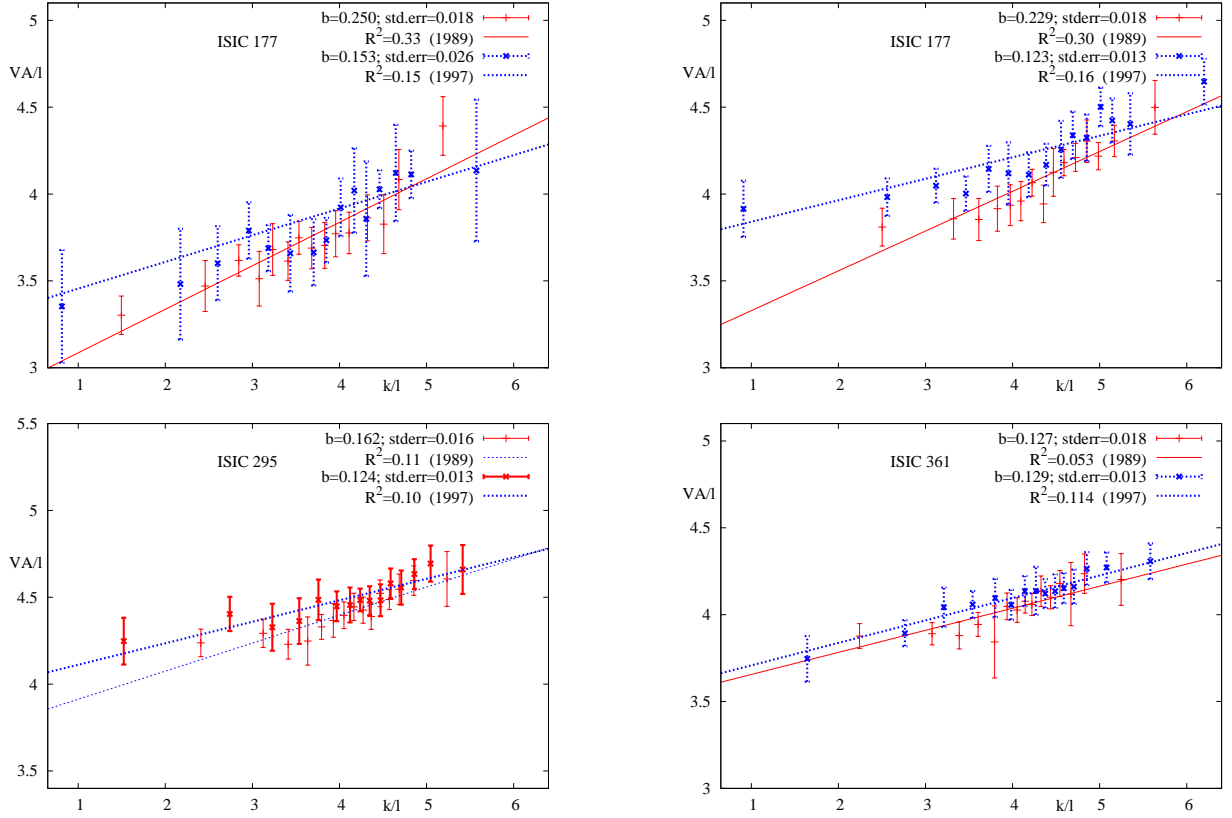 5
4.5
4
3.5
3
VA/l
ISIC 177
b=0.250; std.err=0.018
R2=0.33 (1989)
b=0.153; std.err=0.026
R2=0.15 (1997)
1 2 3 4 k/l 5 6
5
4.5
4
3.5
3
VA/l
ISIC 177
b=0.229; stderr=0.018
R2=0.30 (1989)
b=0.123; std.err=0.013
R2=0.16 (1997)
1 2 3 4 k/l 5 6
5.5
5
4.5
4
3.5
VA/l
ISIC 295
b=0.162; stderr=0.016
R2=0.11 (1989)
b=0.124; std.err=0.013
R2=0.10 (1997)
1 2 3 4 k/l 5 6
5
4.5
4
3.5
3
VA/l
ISIC 361
b=0.127; stderr=0.018
R2=0.053 (1989)
b=0.129; std.err=0.013
R2=0.114 (1997)
1 2 3 4 k/l 5 6